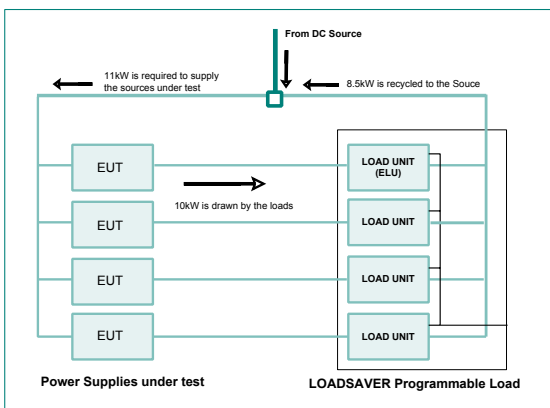 From DC Source
11kW is required to supply
the sources under test
8.5kW is recycled to the Souce
EUT
LOAD UNIT
(ELU)
10kW is drawn by the loads
EUT
LOAD UNIT
EUT
LOAD UNIT
EUT
LOAD UNIT
Power Supplies under test
LOADSAVER Programmable Load